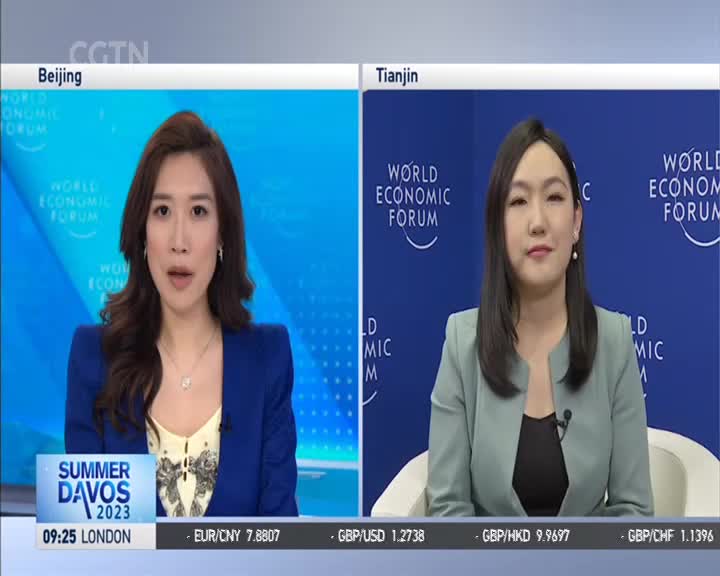 CGTN
Beijing
Tianjin
WORLD
ECONOMIC
FORUM
WORLD
ECONOMIC
FORUM
WORLD
ECONOMIC
FORUM
WORLD
ECONOMIC
FORUM
SUMMER
DAVOS
2023
09:25 LONDON
- EUR/CNY 7.8807 - GBP/USD 1.2738 - GBP/HKD 9.9697 - GBP/CHF 1.1396